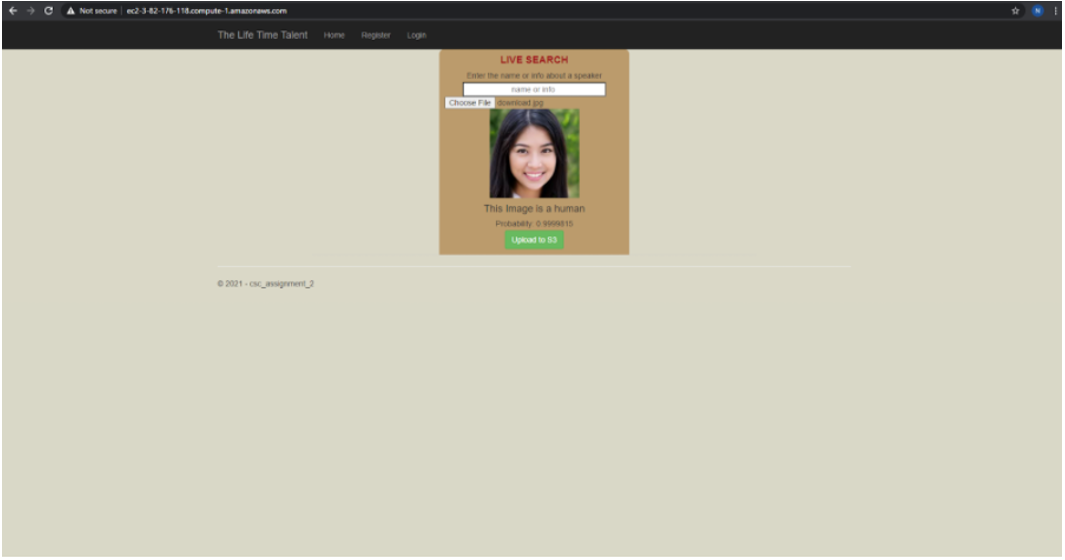 Not secure | ec2-3-82-176-118.compute-1.amazonaws.com
N
The Life Time Talent Home Register Login
LIVE SEARCH
Enter the name or info about a speaker
name or info
Choose File download.jpg
This Image is a human
Probability: 0.9999815
Upload to S3
© 2021 - csc_assignment_2